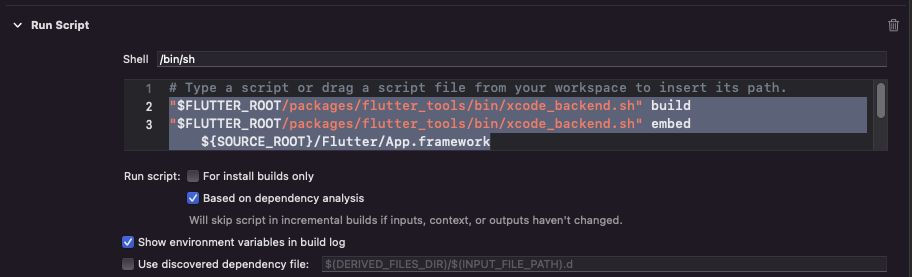 Run Script
Shell /bin/sh
1 # Type a script or drag a script file from your workspace to insert its path.
2 "$FLUTTER_ROOT/packages/flutter_tools/bin/xcode_backend.sh" build
3 "$FLUTTER_ROOT/packages/flutter_tools/bin/xcode_backend.sh" embed
${SOURCE_ROOT}/Flutter/App.framework
Run script: For install builds only
Based on dependency analysis
Will skip script in incremental builds if inputs, context, or outputs haven't changed.
Show environment variables in build log
Use discovered dependency file: $(DERIVED_FILES_DIR)/$(INPUT_FILE_PATH).d